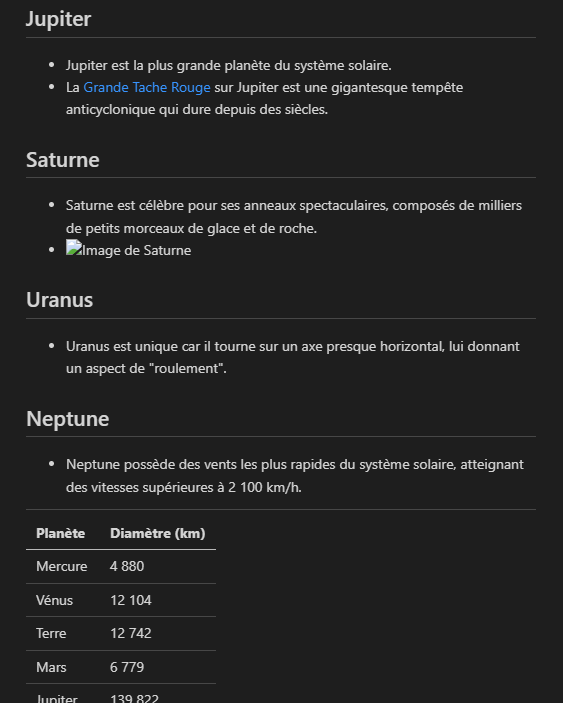 Jupiter
Jupiter est la plus grande planète du système solaire.
La Grande Tache Rouge sur Jupiter est une gigantesque tempête
anticyclonique qui dure depuis des siècles.
Saturne
Saturne est célèbre pour ses anneaux spectaculaires, composés de milliers
de petits morceaux de glace et de roche.
Image de Saturne
Uranus
Uranus est unique car il tourne sur un axe presque horizontal, lui donnant
un aspect de "roulement".
Neptune
Neptune possède des vents les plus rapides du système solaire, atteignant
des vitesses supérieures à 2 100 km/h.
Planète Diamètre (km)
Mercure 4 880
Vénus 12 104
Terre 12 742
Mars 6 779
Jupiter 139 822